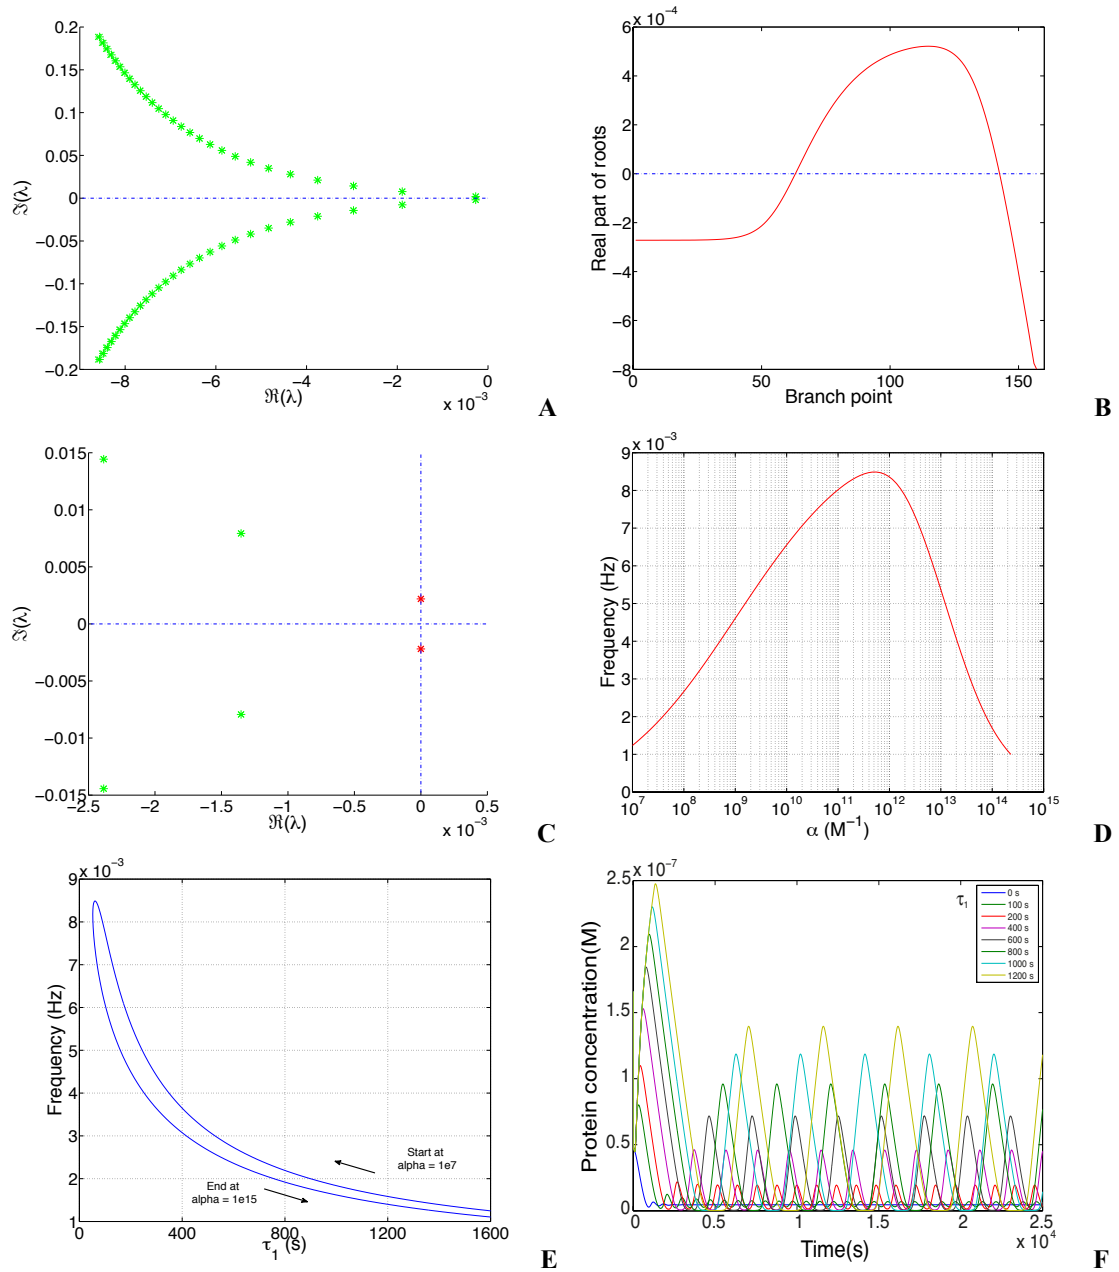 0.2
0.15
0.1
0.05
0
−0.05
−0.1
−0.15
−0.2
ℑ(λ)
−8
−6
−4
−2
0
ℜ(λ)
x 10⁻³
A
x 10⁻⁴
6
4
2
0
−2
−4
−6
−8
Real part of roots
0
50
100
150
Branch point
B
0.015
0.01
0.005
0
−0.005
−0.01
−0.015
ℑ(λ)
−2.5
−2
−1.5
−1
−0.5
0
0.5
ℜ(λ)
x 10⁻³
C
x 10⁻³
9
8
7
6
5
4
3
2
1
0
Frequency (Hz)
10⁷
10⁸
10⁹
10¹⁰
10¹¹
10¹²
10¹³
10¹⁴
10¹⁵
α (M⁻¹)
D
x 10⁻³
9
8
7
6
5
4
3
2
1
Frequency (Hz)
Start at
alpha = 1e7
End at
alpha = 1e15
0
400
800
1200
1600
τ₁ (s)
E
x 10⁻⁷
2.5
2
1.5
1
0.5
0
Protein concentration(M)
τ₁
0 s
100 s
200 s
400 s
600 s
800 s
1000 s
1200 s
0
0.5
1
1.5
2
2.5
Time(s)
x 10⁴
F